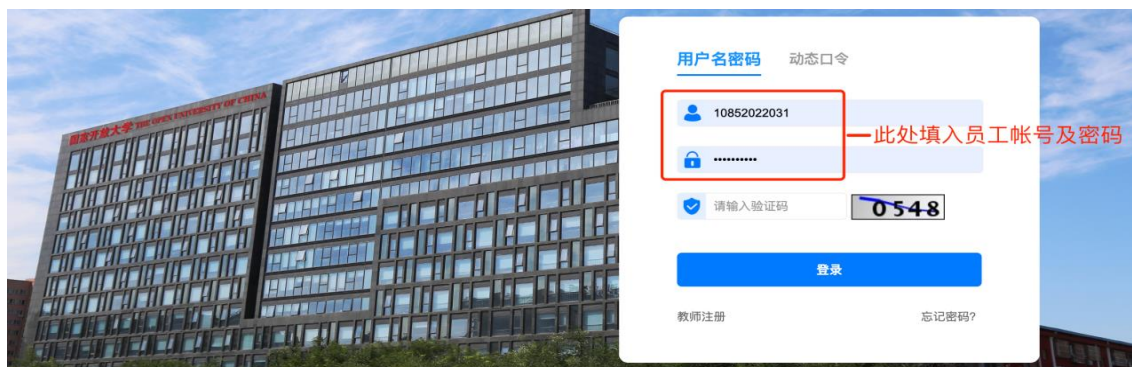 国家开放大学 THE OPEN UNIVERSITY OF CHINA
用户名密码 动态口令
10852022031
此处填入员工帐号及密码
••••••••••
请输入验证码
0548
登录
教师注册 忘记密码?